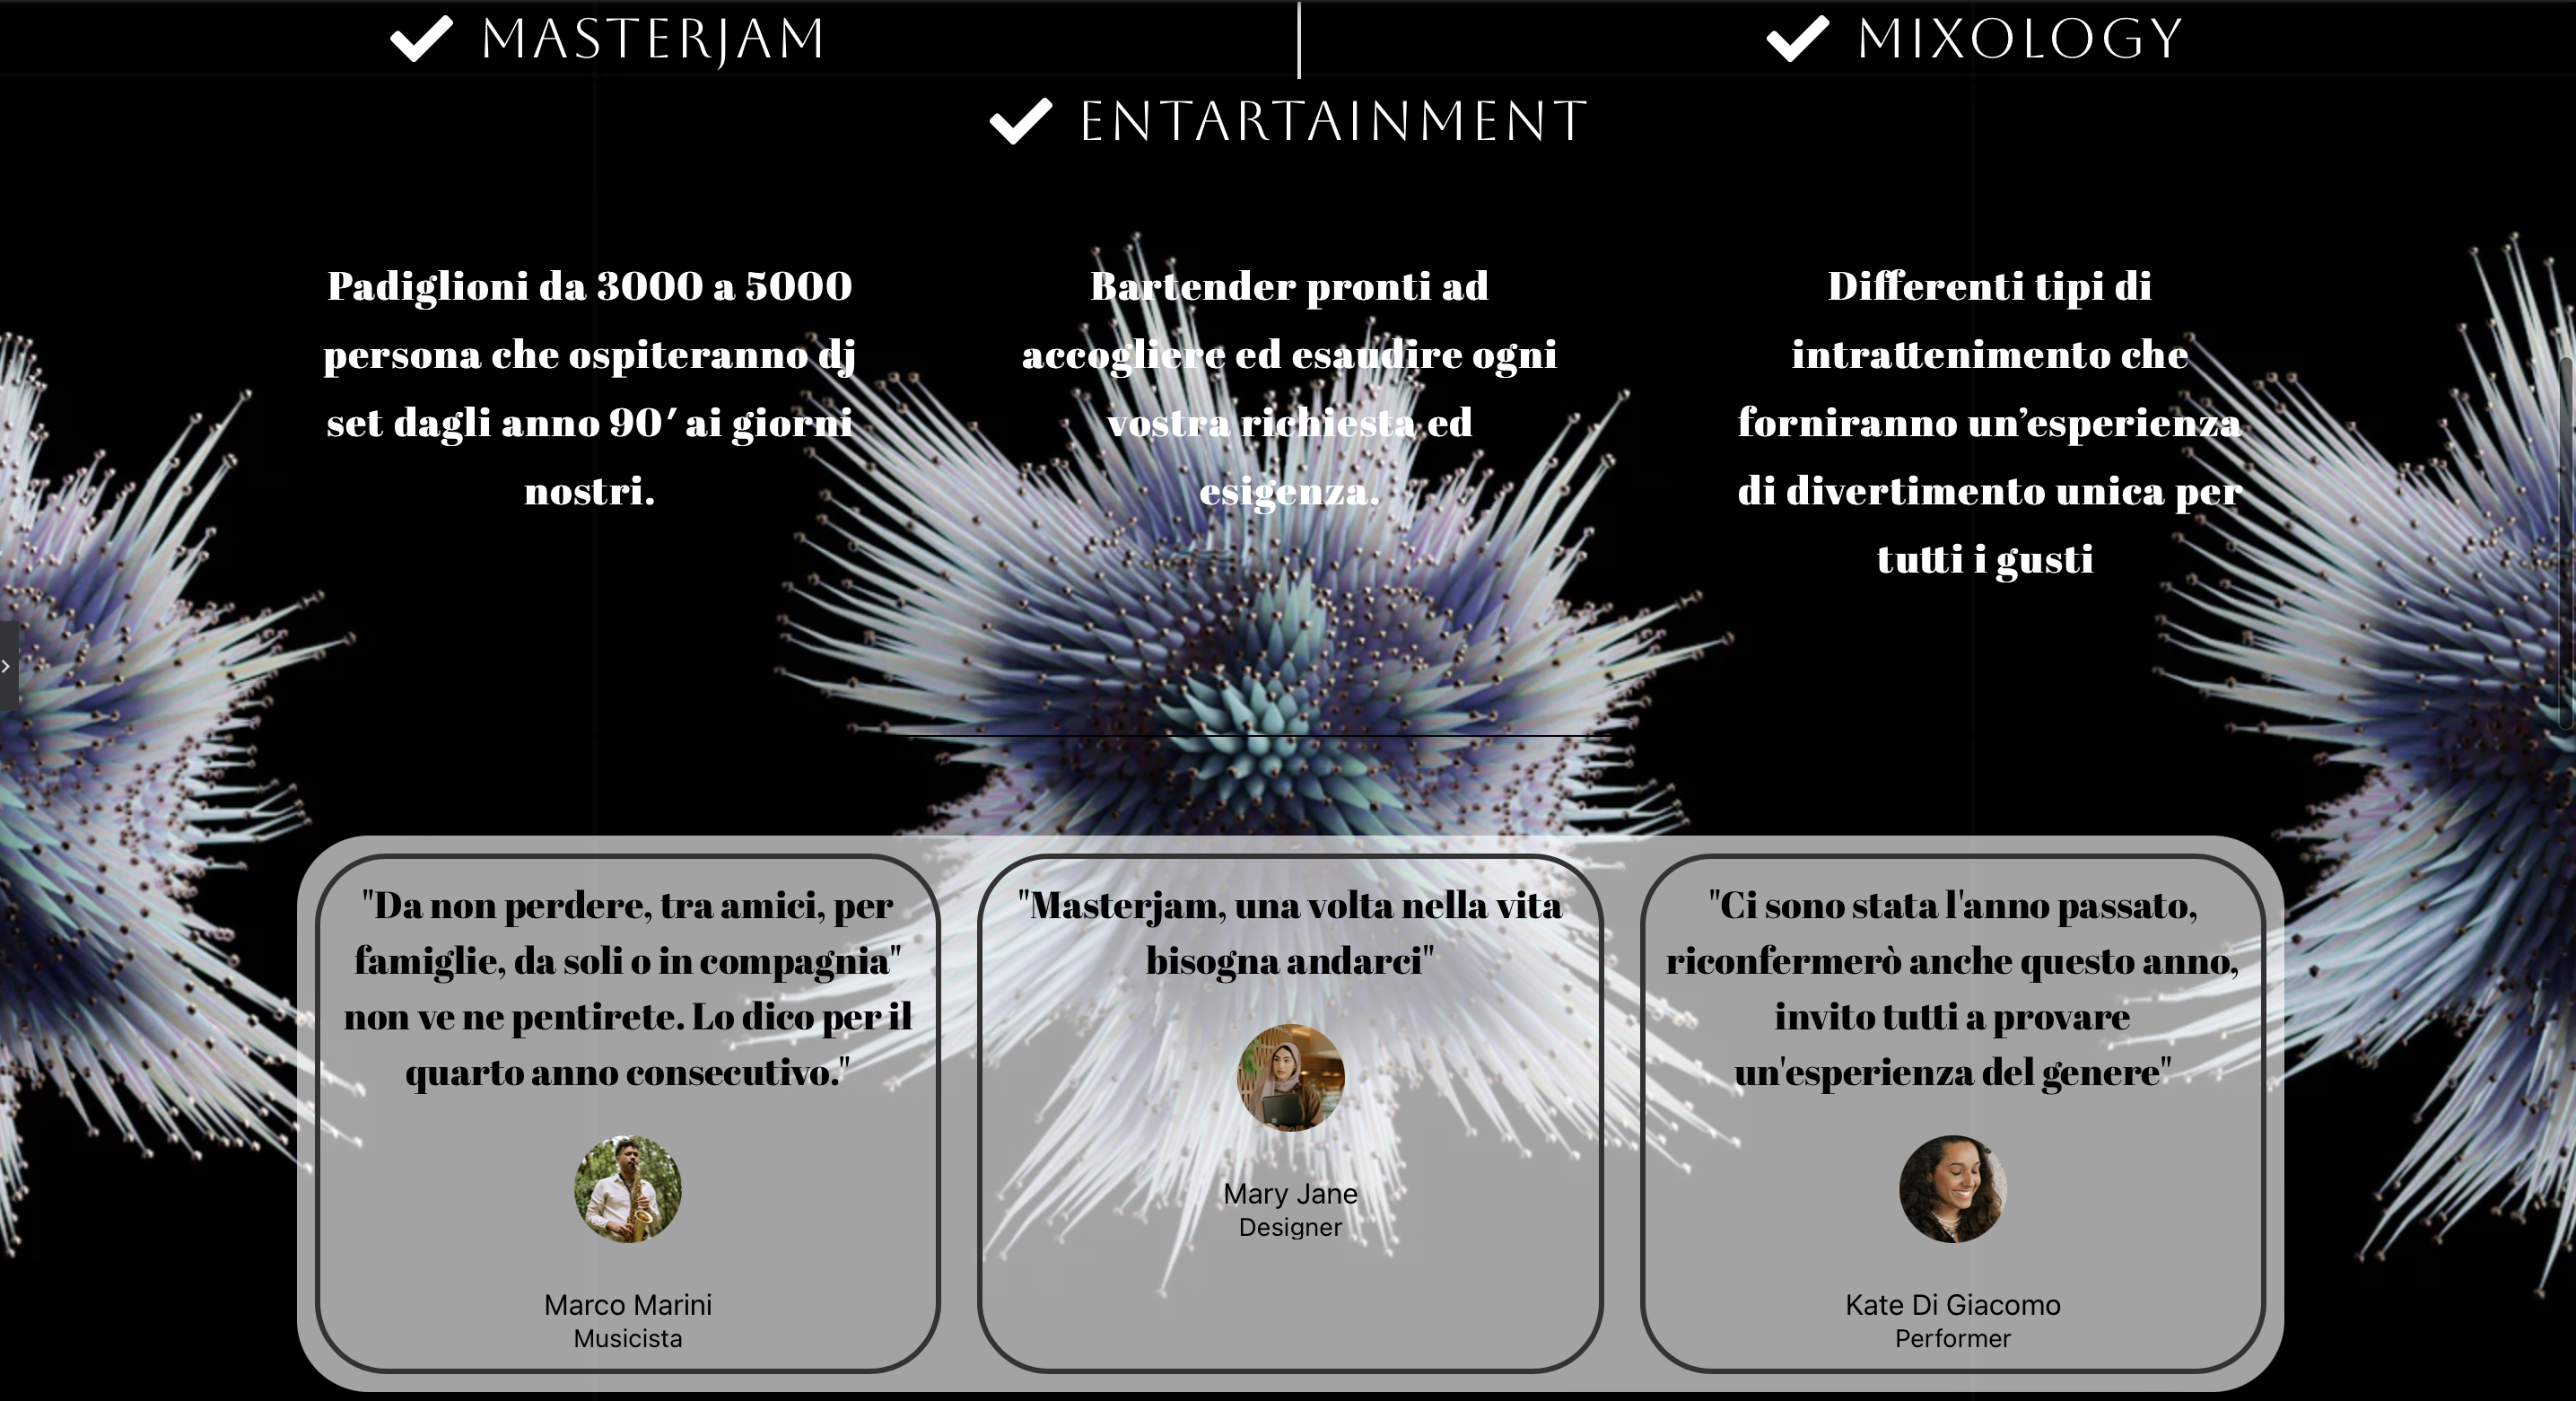 MASTERJAM
MIXOLOGY
ENTARTAINMENT
Padiglioni da 3000 a 5000
persona che ospiteranno dj
set dagli anno 90′ ai giorni
nostri.
Bartender pronti ad
accogliere ed esaudire ogni
vostra richiesta ed
esigenza.
Differenti tipi di
intrattenimento che
forniranno un’esperienza
di divertimento unica per
tutti i gusti
"Da non perdere, tra amici, per
famiglie, da soli o in compagnia"
non ve ne pentirete. Lo dico per il
quarto anno consecutivo."
Marco Marini
Musicista
"Masterjam, una volta nella vita
bisogna andarci"
Mary Jane
Designer
"Ci sono stata l'anno passato,
riconfermerò anche questo anno,
invito tutti a provare
un'esperienza del genere"
Kate Di Giacomo
Performer